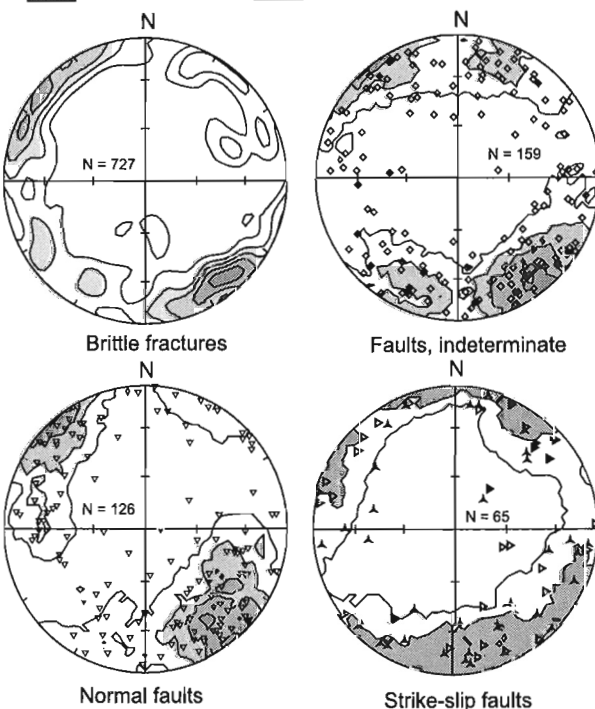 N
N
N = 727
N = 159
Brittle fractures
Faults, indeterminate
N
N
N = 126
N = 65
Normal faults
Strike-slip faults